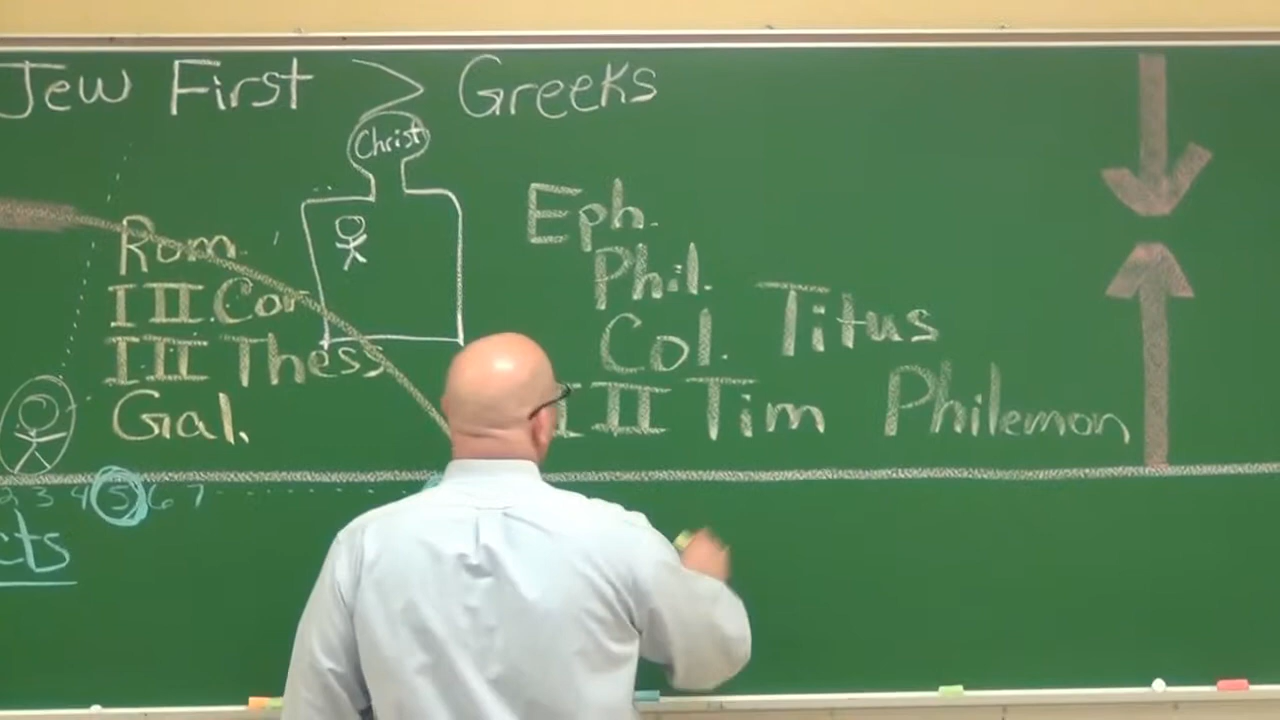 Jew First > Greeks
Christ
Rom.
I II Cor
I II Thess
Gal.
Eph.
Phil.
Col. Titus
I II Tim Philemon
2 3 4 5 6 7
cts